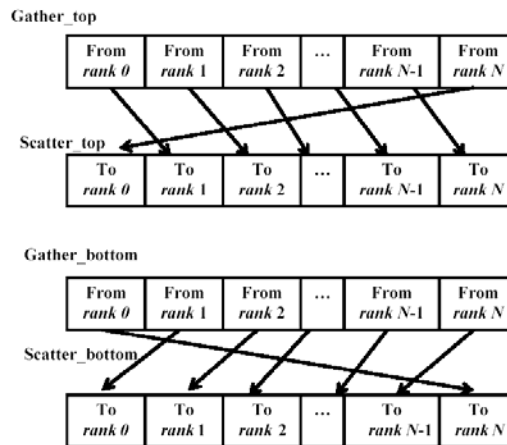 Gather_top
From From From ... From From
rank 0 rank 1 rank 2 rank N-1 rank N
Scatter_top
To To To ... To To
rank 0 rank 1 rank 2 rank N-1 rank N
Gather_bottom
From From From ... From From
rank 0 rank 1 rank 2 rank N-1 rank N
Scatter_bottom
To To To ... To To
rank 0 rank 1 rank 2 rank N-1 rank N